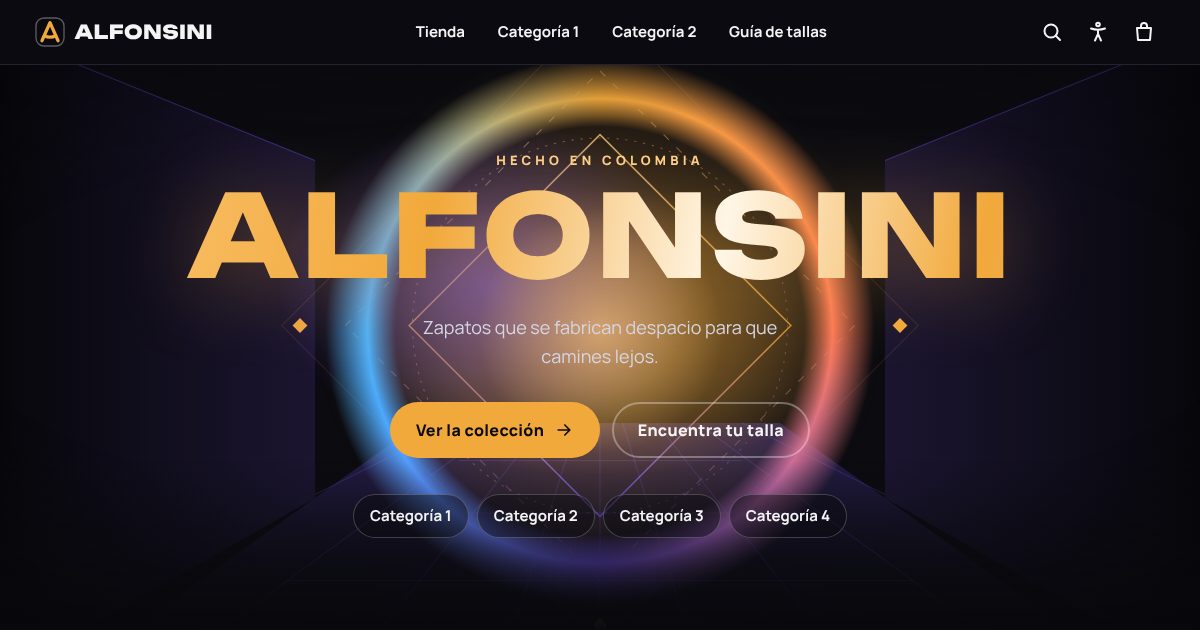 ALFONSINI
Tienda
Categoría 1
Categoría 2
Guía de tallas
HECHO EN COLOMBIA
ALFONSINI
Zapatos que se fabrican despacio para que
camines lejos.
Ver la colección →
Encuentra tu talla
Categoría 1
Categoría 2
Categoría 3
Categoría 4